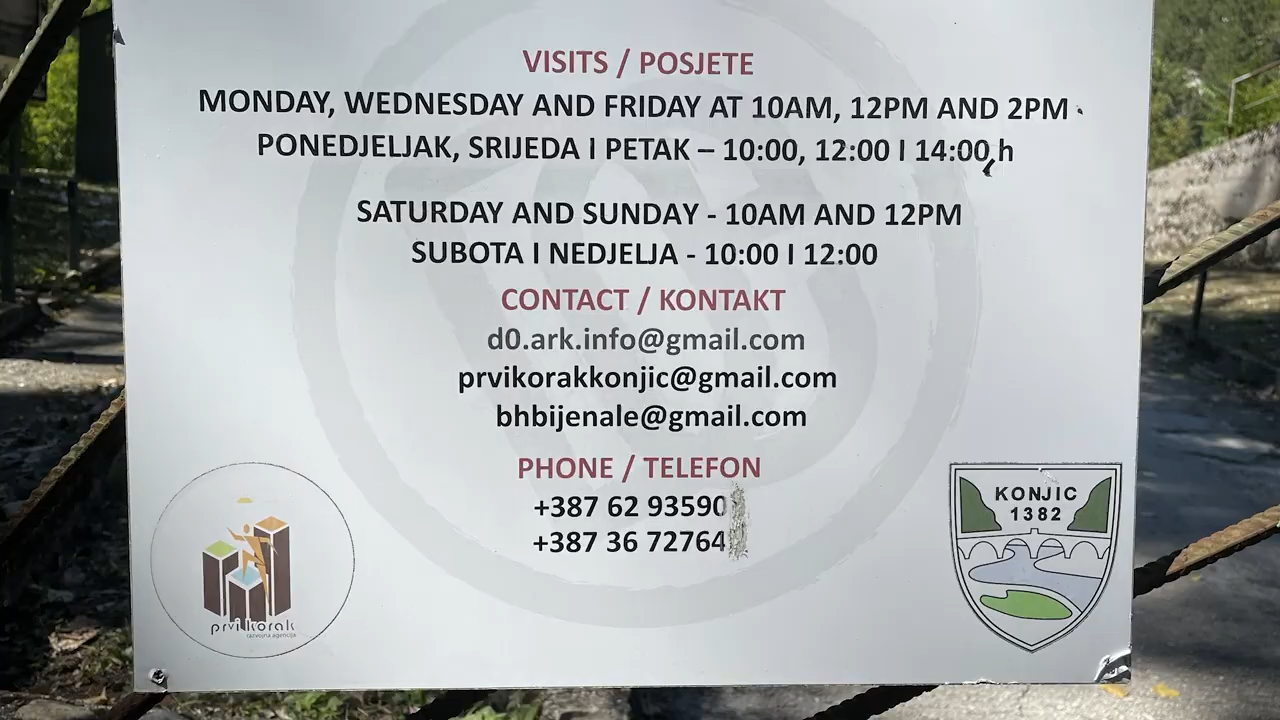 VISITS / POSJETE
MONDAY, WEDNESDAY AND FRIDAY AT 10AM, 12PM AND 2PM
PONEDJELJAK, SRIJEDA I PETAK – 10:00, 12:00 I 14:00 h
SATURDAY AND SUNDAY - 10AM AND 12PM
SUBOTA I NEDJELJA - 10:00 I 12:00
CONTACT / KONTAKT
d0.ark.info@gmail.com
prvikorakkonjic@gmail.com
bhbijenale@gmail.com
PHONE / TELEFON
+387 62 93590
+387 36 72764
KONJIC
1382
prvi korak
razvojna agencija